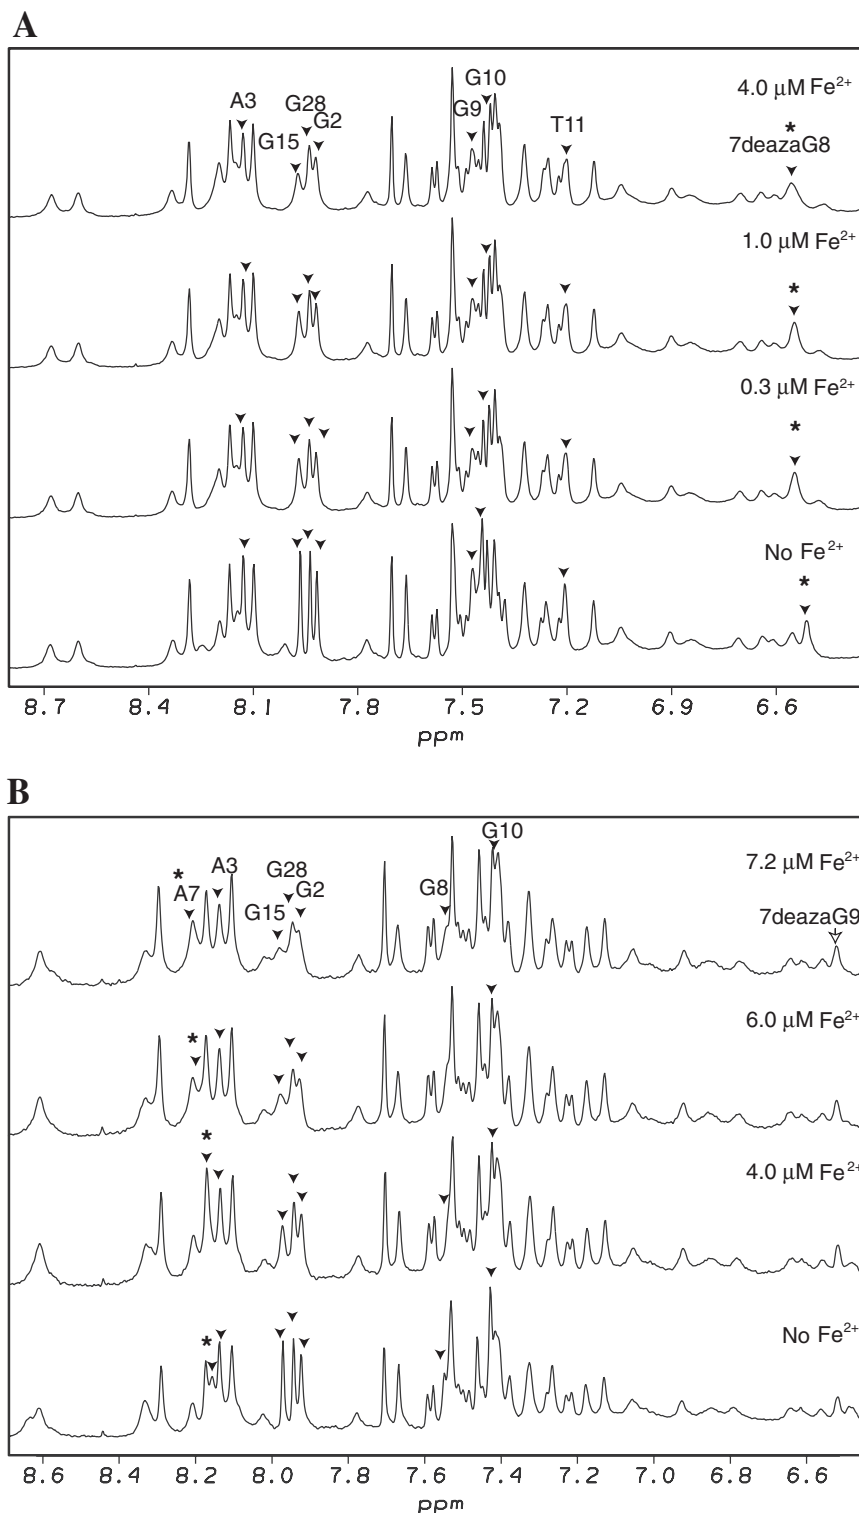 A
G10
4.0 µM Fe2+
A3
G28
G2
G9
*
G15
T11
7deazaG8
1.0 µM Fe2+
*
0.3 µM Fe2+
*
No Fe2+
*
8.7 8.4 8.1 7.8 7.5 7.2 6.9 6.6
ppm
B
G10
7.2 µM Fe2+
* A3
G28
G8
A7
G2
G15
7deazaG9
6.0 µM Fe2+
*
*
4.0 µM Fe2+
No Fe2+
*
8.6 8.4 8.2 8.0 7.8 7.6 7.4 7.2 7.0 6.8 6.6
ppm